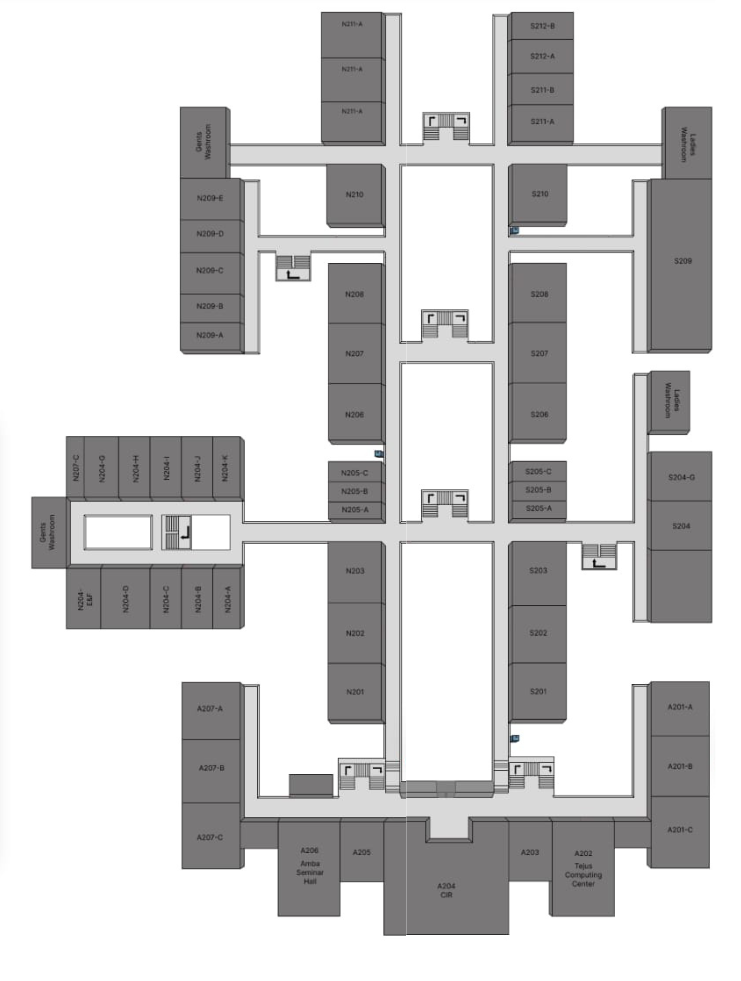 N211-A
S212-B
N211-A
S212-A
N211-A
S211-B
S211-A
Gents
Washroom
Ladies
Washroom
N209-E
N210
S210
N209-D
N209-C
S209
N209-B
N209-A
N208
S208
N207
S207
N206
S206
Ladies
Washroom
N207-C
N204-G
N204-H
N204-I
N204-J
N204-K
N205-C
S205-C
N205-B
S205-B
N205-A
S205-A
S204-G
S204
Gents
Washroom
N204-
E&F
N204-D
N204-C
N204-B
N204-A
N203
S203
N202
S202
N201
S201
A207-A
A201-A
A207-B
A201-B
A207-C
A201-C
A206
Amba
Seminar
Hall
A205
A204
CIR
A203
A202
Tejus
Computing
Center